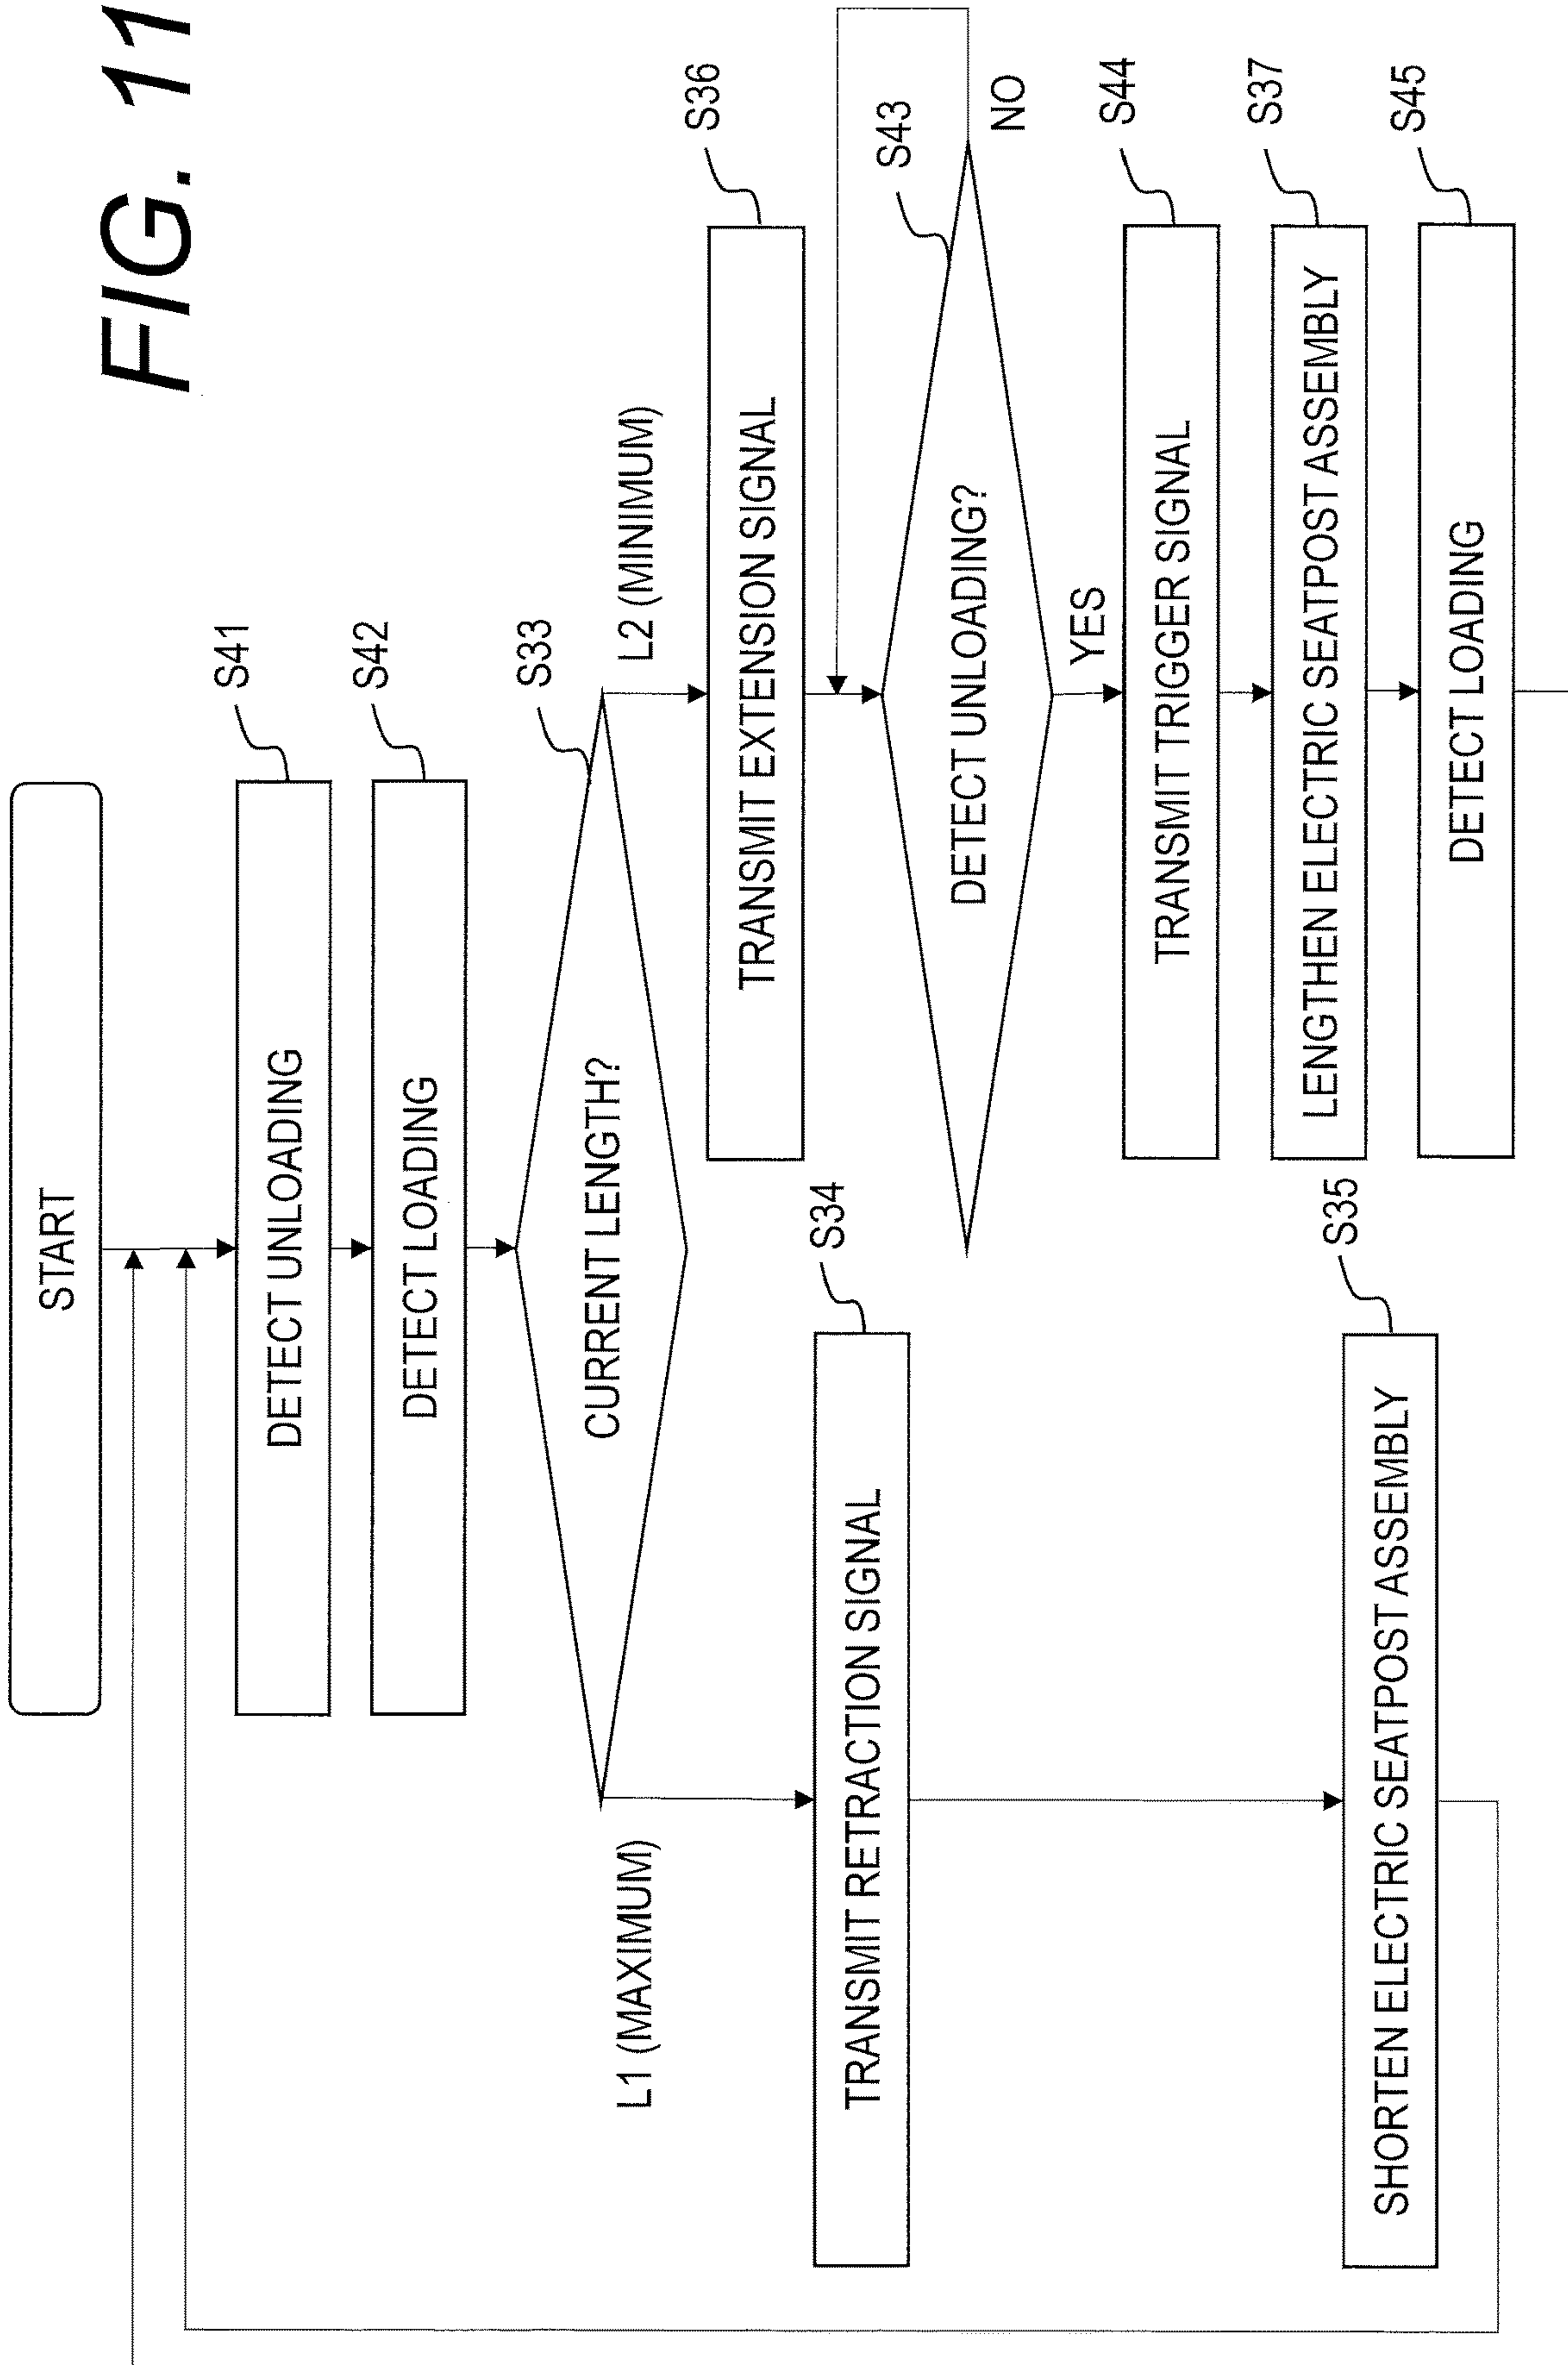 FIG. 11
START
S41
DETECT UNLOADING
S42
DETECT LOADING
S33
CURRENT LENGTH?
L1 (MAXIMUM)
L2 (MINIMUM)
S36
TRANSMIT EXTENSION SIGNAL
S34
TRANSMIT RETRACTION SIGNAL
S43
DETECT UNLOADING?
NO
YES
S44
TRANSMIT TRIGGER SIGNAL
S37
LENGTHEN ELECTRIC SEATPOST ASSEMBLY
S35
SHORTEN ELECTRIC SEATPOST ASSEMBLY
S45
DETECT LOADING